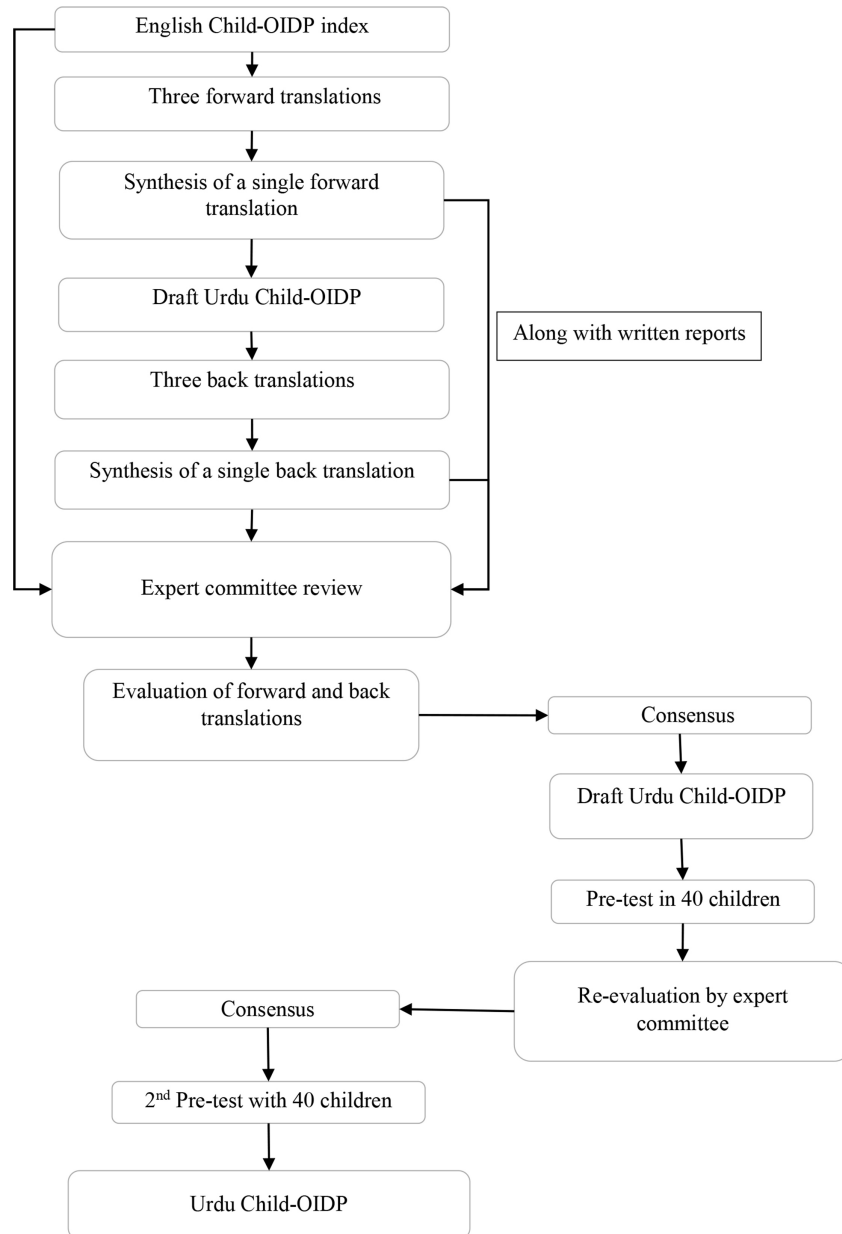 English Child-OIDP index
Three forward translations
Synthesis of a single forward
translation
Draft Urdu Child-OIDP
Along with written reports
Three back translations
Synthesis of a single back translation
Expert committee review
Evaluation of forward and back
translations
Consensus
Draft Urdu Child-OIDP
Pre-test in 40 children
Re-evaluation by expert
committee
Consensus
2nd Pre-test with 40 children
Urdu Child-OIDP